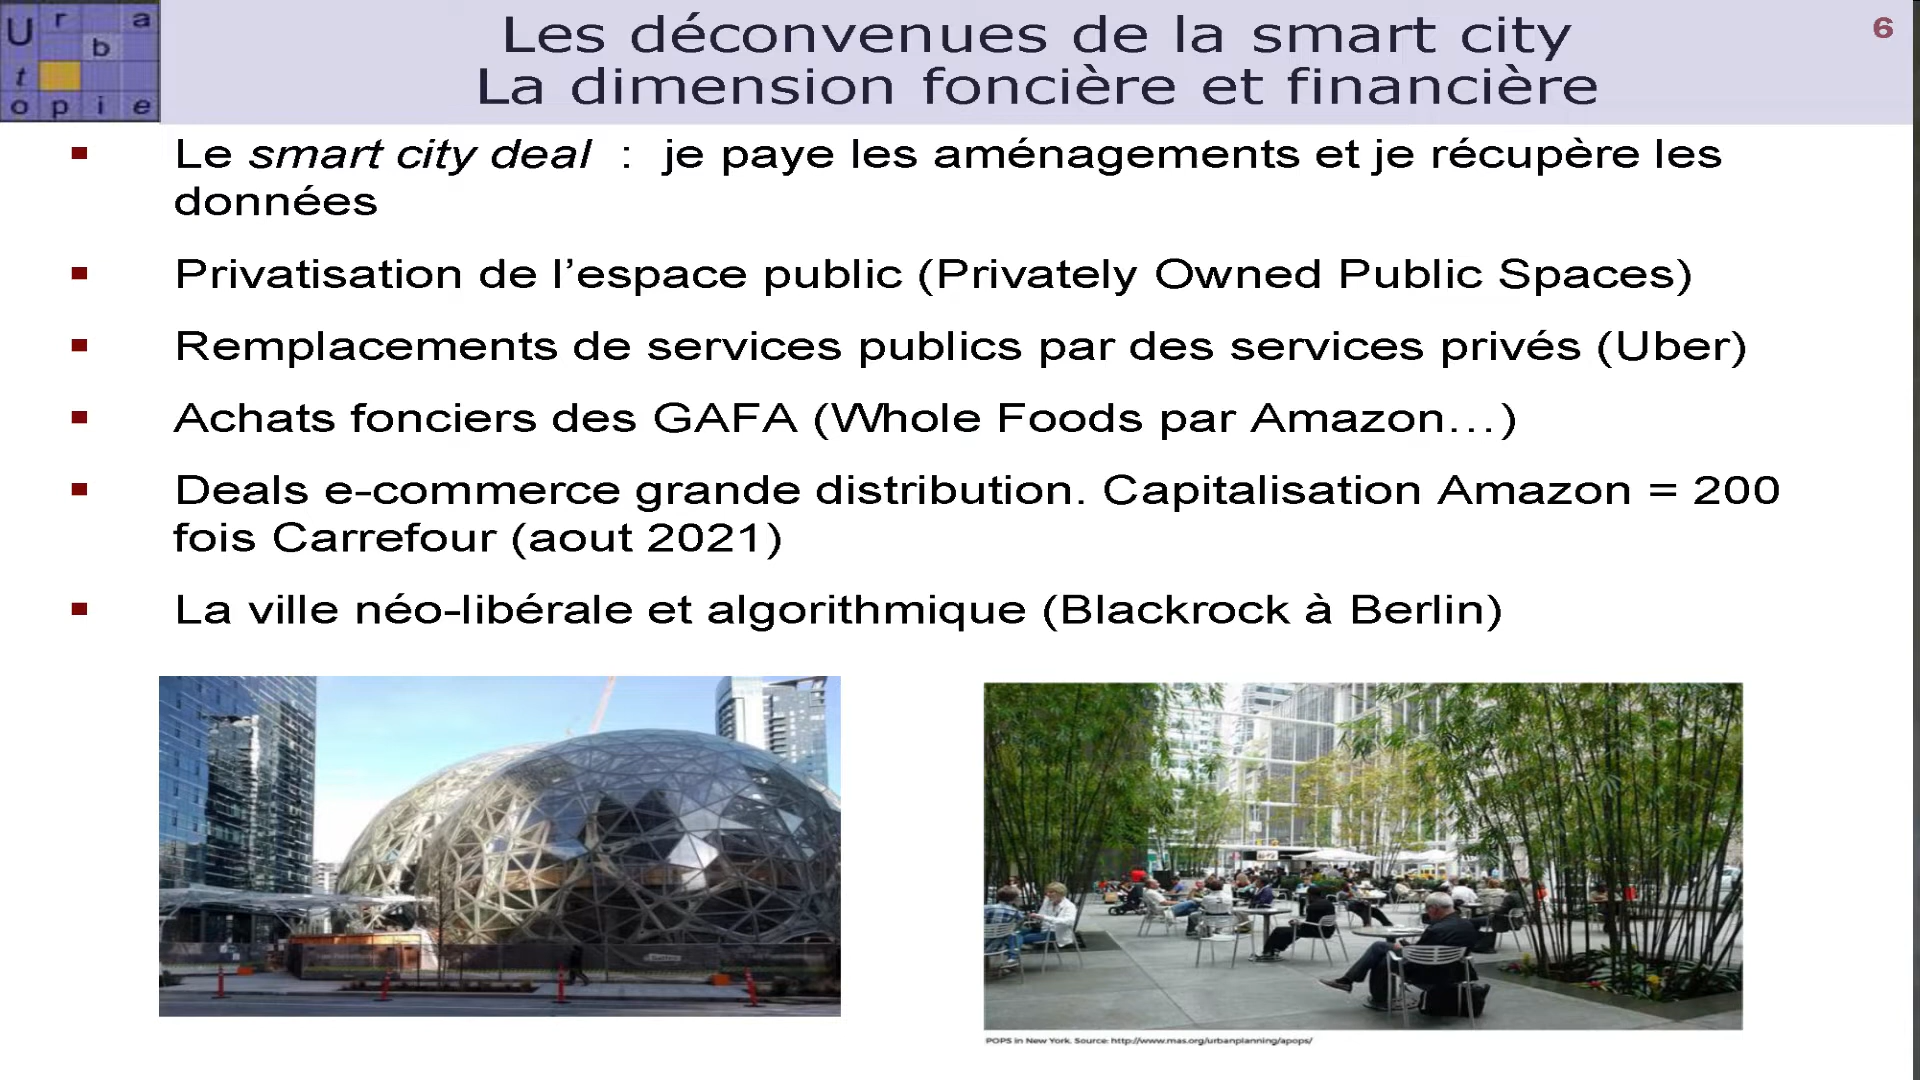 U r b a
t
o p i e
Les déconvenues de la smart city
La dimension foncière et financière
6
Le smart city deal : je paye les aménagements et je récupère les
données
Privatisation de l’espace public (Privately Owned Public Spaces)
Remplacements de services publics par des services privés (Uber)
Achats fonciers des GAFA (Whole Foods par Amazon…)
Deals e-commerce grande distribution. Capitalisation Amazon = 200
fois Carrefour (aout 2021)
La ville néo-libérale et algorithmique (Blackrock à Berlin)
POPS in New York. Source: http://www.mas.org/urbanplanning/apops/